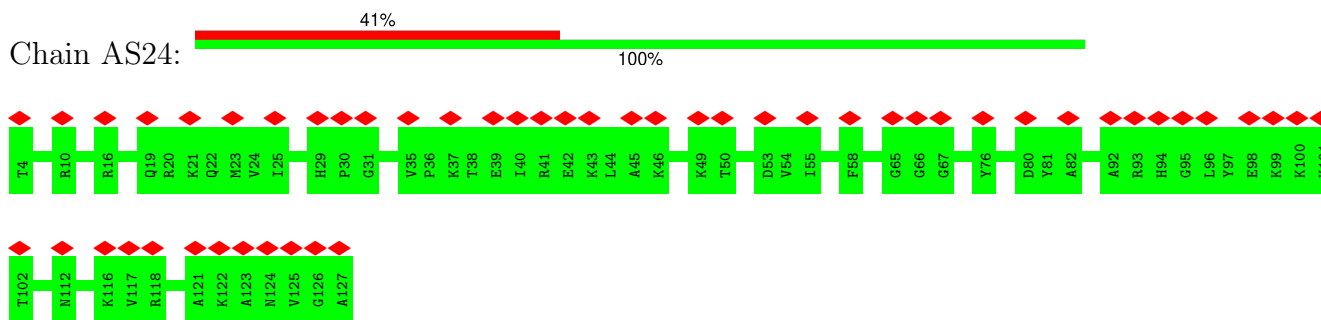 41%
Chain AS24:
100%
T4 R10 R16 Q19 R20 K21 Q22 M23 V24 I25 H29 P30 G31 V35 P36 K37 T38 E39 I40 R41 E42 K43 L44 A45 K46 K49 T50 D53 V54 I55 F58 G65 G66 G67 Y76 D80 Y81 A82 A92 R93 H94 G95 L96 Y97 E98 K99 K100
T102 N112 K116 V117 R118 A121 K122 A123 N124 V125 G126 A127